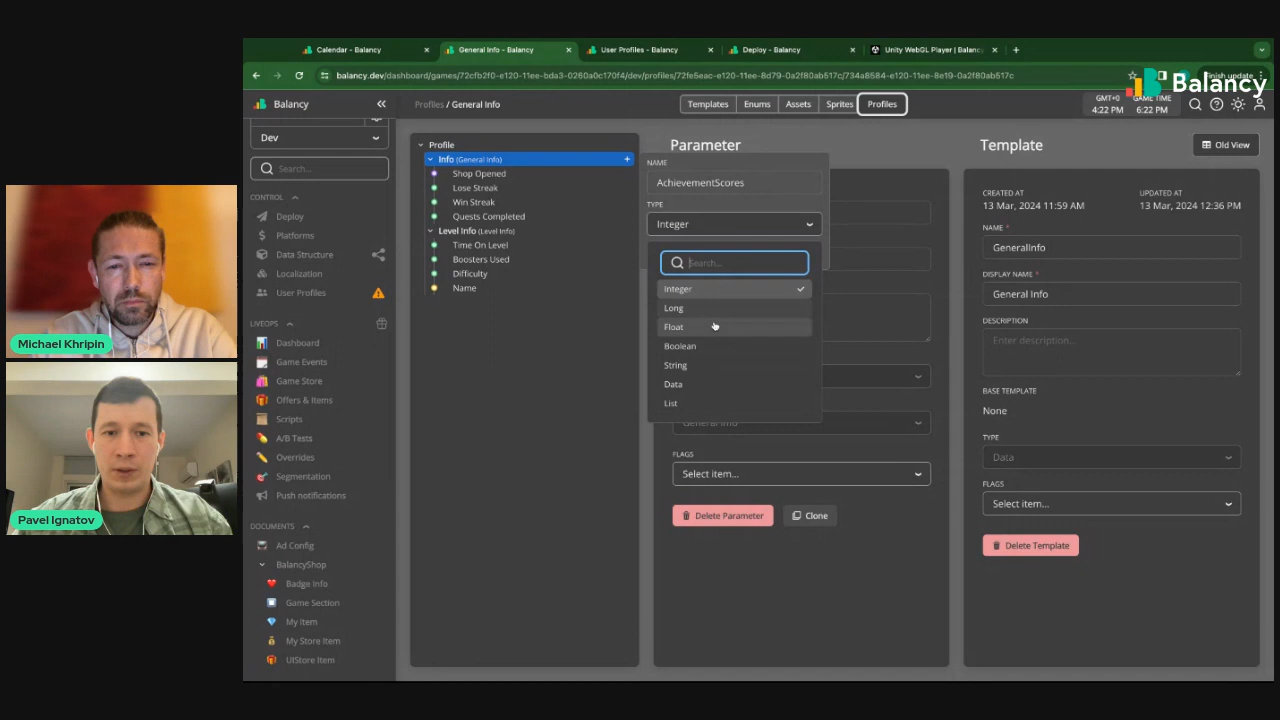 Calendar - Balancy
General Info - Balancy
User Profiles - Balancy
Deploy - Balancy
Unity WebGL Player | Balanc
balancy.dev/dashboard/games/72cfb2f0-e120-11ee-bda3-0260a0c170f4/dev/profiles/72fe5eac-e120-11ee-8d79-0a2f80ab517c/734a8584-e120-11ee-8e19-0a2f80ab517c
Finish update
Balancy
Balancy
Profiles / General Info
Templates
Enums
Assets
Sprites
Profiles
GMT+0
4:22 PM
GAME TIME
6:22 PM
Dev
Search...
CONTROL
Deploy
Platforms
Data Structure
Localization
User Profiles
LIVEOPS
Dashboard
Game Events
Game Store
Offers & Items
Scripts
A/B Tests
Overrides
Segmentation
Push notifications
DOCUMENTS
Ad Config
BalancyShop
Badge Info
Game Section
My Item
My Store Item
UIStore Item
Profile
Info (General Info)
Shop Opened
Lose Streak
Win Streak
Quests Completed
Level Info (Level Info)
Time On Level
Boosters Used
Difficulty
Name
Parameter
NAME
AchievementScores
TYPE
Integer
Search...
Integer
Long
Float
Boolean
String
Data
List
General Info
FLAGS
Select item...
Delete Parameter
Clone
Template
Old View
CREATED AT
13 Mar, 2024 11:59 AM
UPDATED AT
13 Mar, 2024 12:36 PM
NAME *
GeneralInfo
DISPLAY NAME *
General Info
DESCRIPTION
Enter description...
BASE TEMPLATE
None
TYPE
Data
FLAGS
Select item...
Delete Template
Michael Khripin
Pavel Ignatov